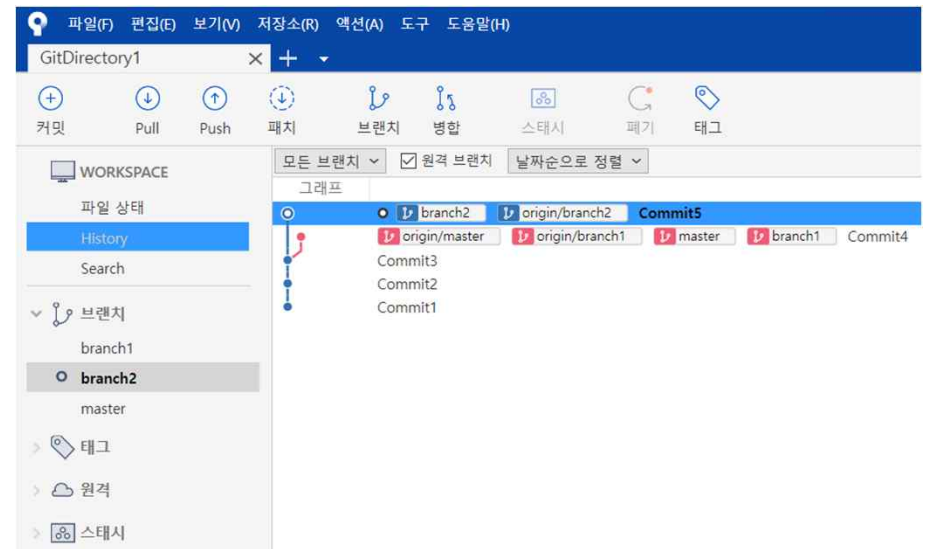 파일(F) 편집(E) 보기(V) 저장소(R) 액션(A) 도구 도움말(H)
GitDirectory1
커밋 Pull Push 패치 브랜치 병합 스태시 폐기 태그
WORKSPACE
파일 상태
History
Search
브랜치
branch1
branch2
master
태그
원격
스태시
모든 브랜치 원격 브랜치 날짜순으로 정렬
그래프
branch2 origin/branch2 Commit5
origin/master origin/branch1 master branch1 Commit4
Commit3
Commit2
Commit1